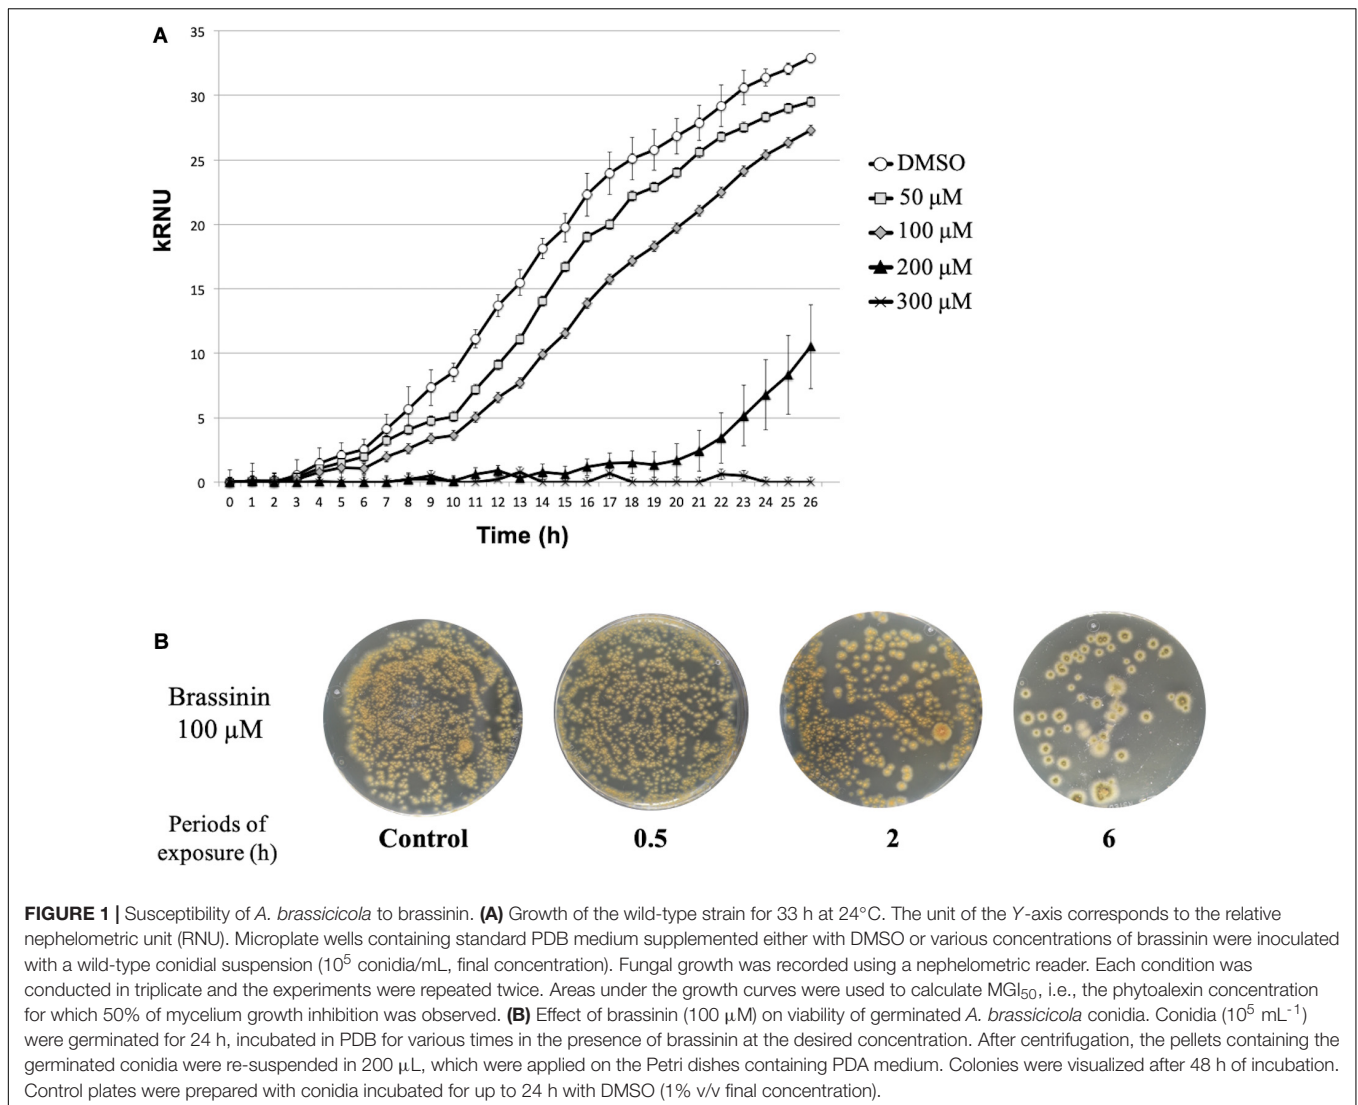 A
35
30
25
20
15
10
5
0
kRNU
0 1 2 3 4 5 6 7 8 9 10 11 12 13 14 15 16 17 18 19 20 21 22 23 24 25 26
Time (h)
DMSO
50 µM
100 µM
200 µM
300 µM
B
Brassinin
100 µM
Periods of
exposure (h)
Control 0.5 2 6
FIGURE 1 | Susceptibility of A. brassicicola to brassinin. (A) Growth of the wild-type strain for 33 h at 24°C. The unit of the Y-axis corresponds to the relative
nephelometric unit (RNU). Microplate wells containing standard PDB medium supplemented either with DMSO or various concentrations of brassinin were inoculated
with a wild-type conidial suspension (10⁵ conidia/mL, final concentration). Fungal growth was recorded using a nephelometric reader. Each condition was
conducted in triplicate and the experiments were repeated twice. Areas under the growth curves were used to calculate MGI₅₀, i.e., the phytoalexin concentration
for which 50% of mycelium growth inhibition was observed. (B) Effect of brassinin (100 µM) on viability of germinated A. brassicicola conidia. Conidia (10⁵ mL⁻¹)
were germinated for 24 h, incubated in PDB for various times in the presence of brassinin at the desired concentration. After centrifugation, the pellets containing the
germinated conidia were re-suspended in 200 µL, which were applied on the Petri dishes containing PDA medium. Colonies were visualized after 48 h of incubation.
Control plates were prepared with conidia incubated for up to 24 h with DMSO (1% v/v final concentration).